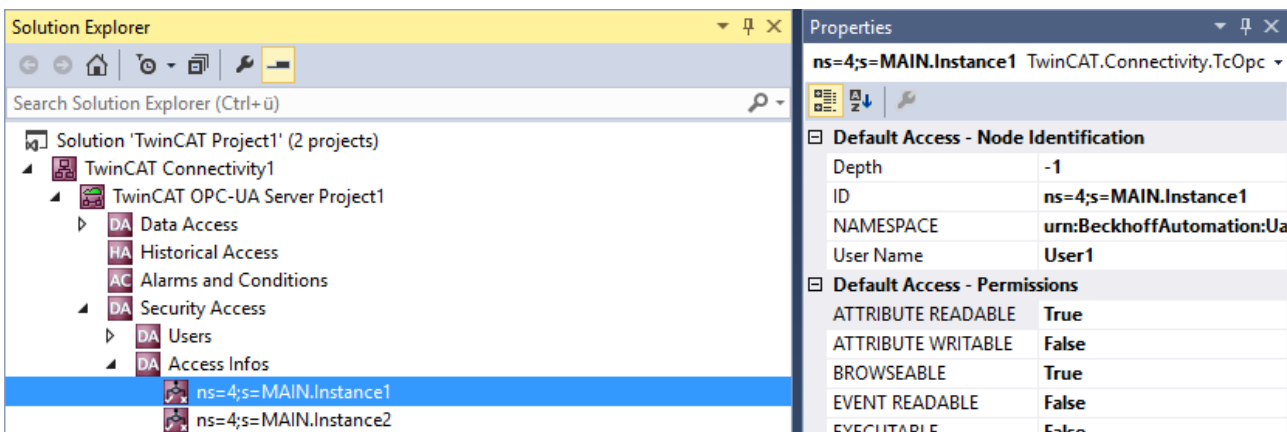 Solution Explorer
Search Solution Explorer (Ctrl+ü)
Solution 'TwinCAT Project1' (2 projects)
TwinCAT Connectivity1
TwinCAT OPC-UA Server Project1
DA Data Access
HA Historical Access
AC Alarms and Conditions
DA Security Access
DA Users
DA Access Infos
ns=4;s=MAIN.Instance1
ns=4;s=MAIN.Instance2
Properties
ns=4;s=MAIN.Instance1 TwinCAT.Connectivity.TcOpc
Default Access - Node Identification
Depth -1
ID ns=4;s=MAIN.Instance1
NAMESPACE urn:BeckhoffAutomation:Ua
User Name User1
Default Access - Permissions
ATTRIBUTE READABLE True
ATTRIBUTE WRITABLE False
BROWSEABLE True
EVENT READABLE False
EXECUTABLE False